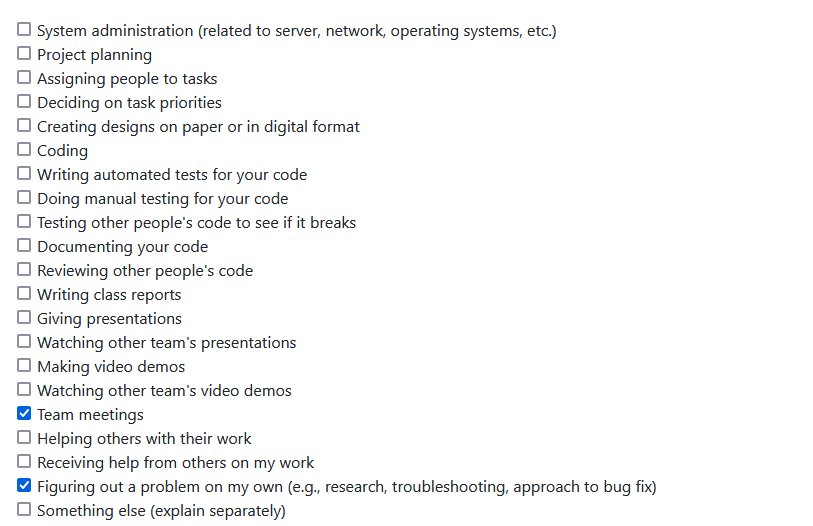 System administration (related to server, network, operating systems, etc.)
Project planning
Assigning people to tasks
Deciding on task priorities
Creating designs on paper or in digital format
Coding
Writing automated tests for your code
Doing manual testing for your code
Testing other people's code to see if it breaks
Documenting your code
Reviewing other people's code
Writing class reports
Giving presentations
Watching other team's presentations
Making video demos
Watching other team's video demos
Team meetings
Helping others with their work
Receiving help from others on my work
Figuring out a problem on my own (e.g., research, troubleshooting, approach to bug fix)
Something else (explain separately)